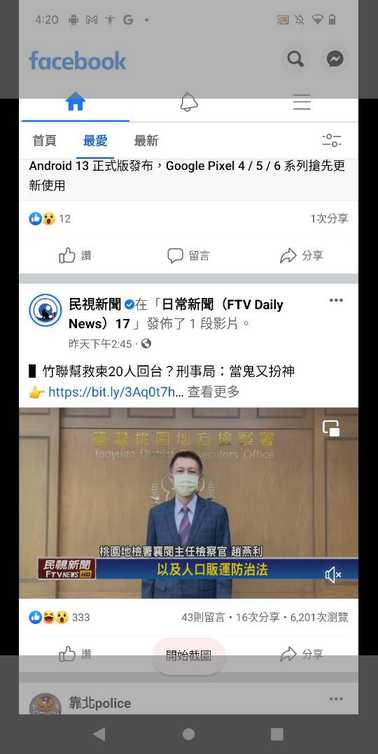 4:20
facebook
首頁
最愛
最新
Android 13 正式版發布，Google Pixel 4 / 5 / 6 系列搶先更
新使用
12
1次分享
讚
留言
分享
民視新聞 在「日常新聞（FTV Daily
News）17」發佈了 1 段影片。
昨天下午2:45
▋竹聯幫救柬20人回台？刑事局：當鬼又扮神
👉 https://bit.ly/3Aq0t7h... 查看更多
臺灣桃園地方檢察署
Taoyuan District Prosecutors Office
桃園地檢署襄閱主任檢察官 趙燕利
民視新聞
FTVNEWS HD
以及人口販運防治法
333
43則留言・16次分享・6,201次瀏覽
讚
開始截圖
分享
靠北police